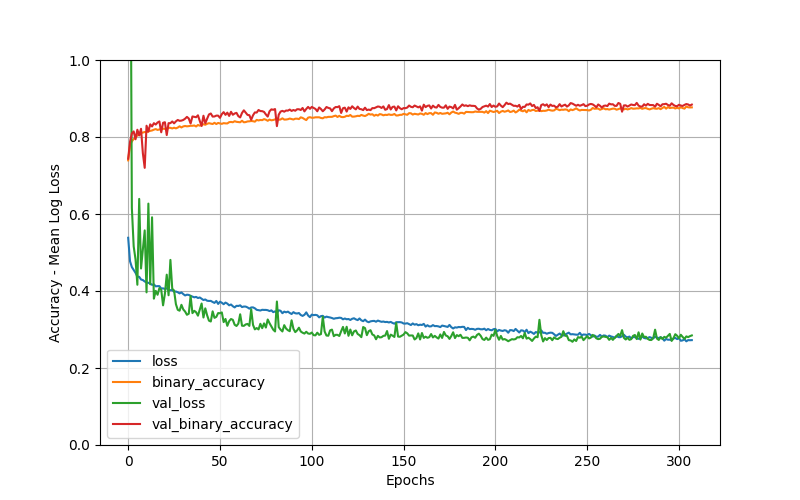 1.0
0.8
0.6
0.4
0.2
0.0
Accuracy - Mean Log Loss
loss
binary_accuracy
val_loss
val_binary_accuracy
0 50 100 150 200 250 300
Epochs